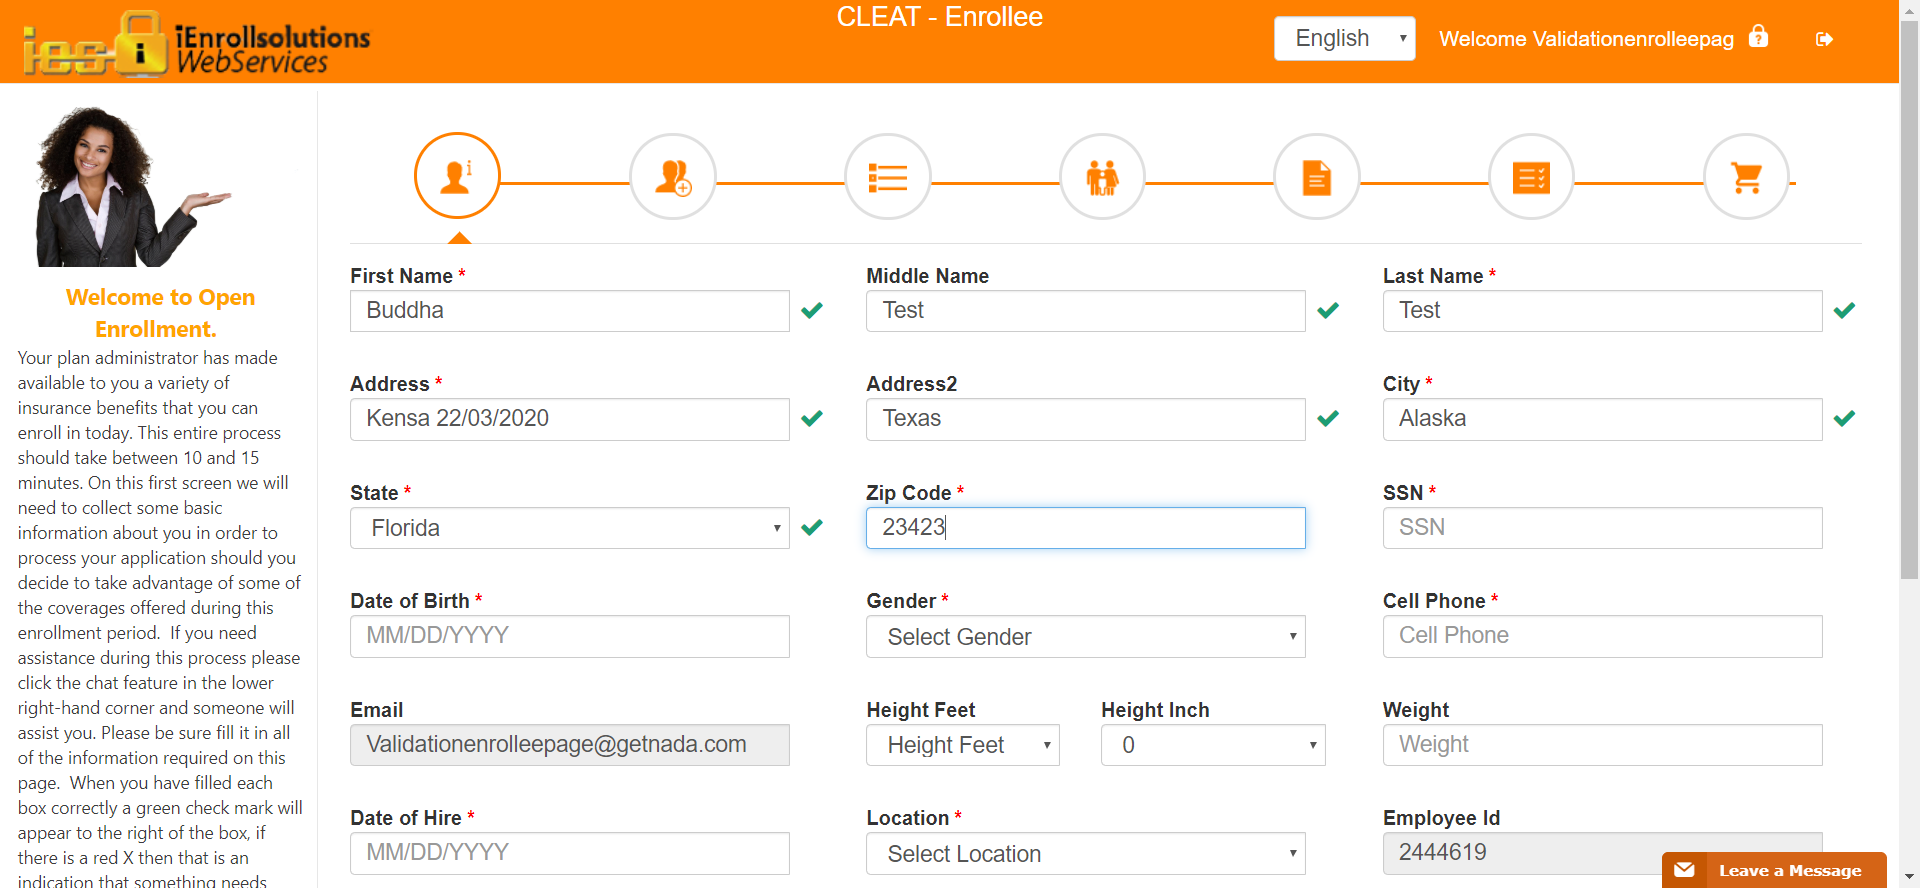 CLEAT - Enrollee
ies i iEnrollsolutions
WebServices
English
Welcome Validationenrolleepag
?
Welcome to Open
Enrollment.
Your plan administrator has made
available to you a variety of
insurance benefits that you can
enroll in today. This entire process
should take between 10 and 15
minutes. On this first screen we will
need to collect some basic
information about you in order to
process your application should you
decide to take advantage of some of
the coverages offered during this
enrollment period.  If you need
assistance during this process please
click the chat feature in the lower
right-hand corner and someone will
assist you. Please be sure fill it in all
of the information required on this
page.  When you have filled each
box correctly a green check mark will
appear to the right of the box, if
there is a red X then that is an
indication that something needs
First Name *
Buddha
Middle Name
Test
Last Name *
Test
Address *
Kensa 22/03/2020
Address2
Texas
City *
Alaska
State *
Florida
Zip Code *
23423
SSN *
SSN
Date of Birth *
MM/DD/YYYY
Gender *
Select Gender
Cell Phone *
Cell Phone
Email
Validationenrolleepage@getnada.com
Height Feet
Height Feet
Height Inch
0
Weight
Weight
Date of Hire *
MM/DD/YYYY
Location *
Select Location
Employee Id
2444619
Leave a Message